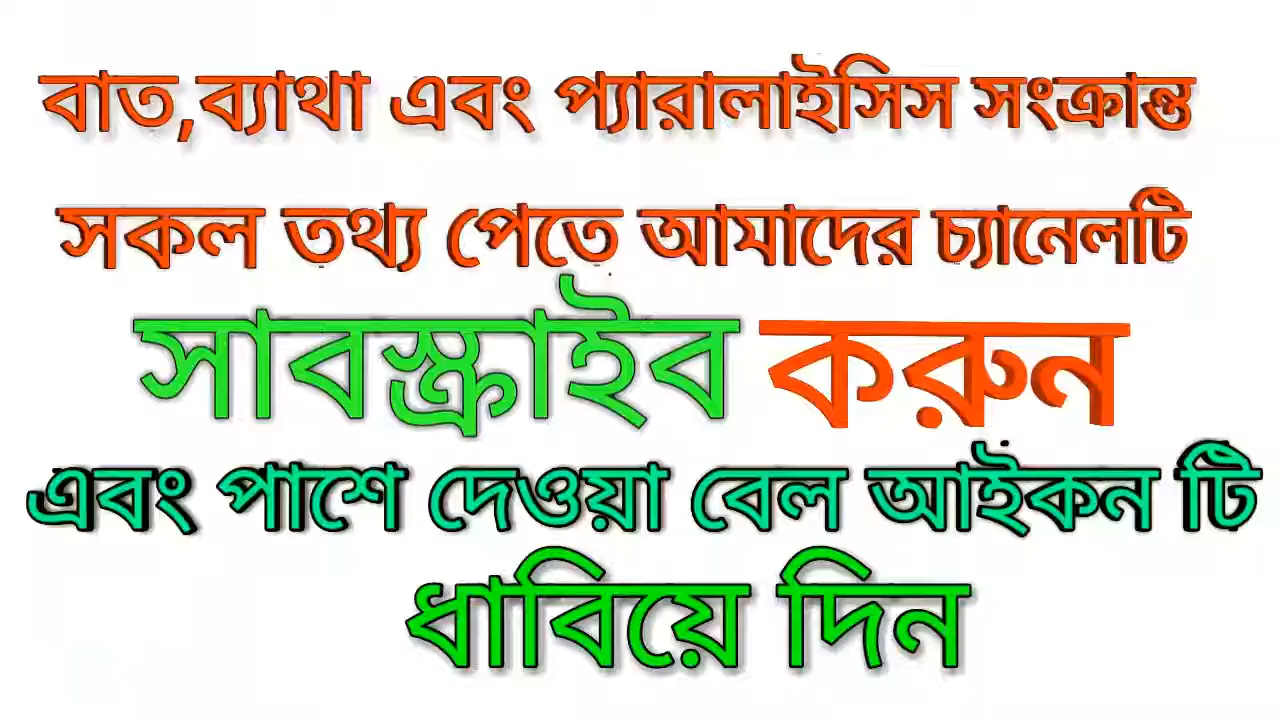 বাত,ব্যাথা এবং প্যারালাইসিস সংক্রান্ত
সকল তথ্য পেতে আমাদের চ্যানেলটি
সাবস্ক্রাইব করুন
এবং পাশে দেওয়া বেল আইকন টি
ধাবিয়ে দিন